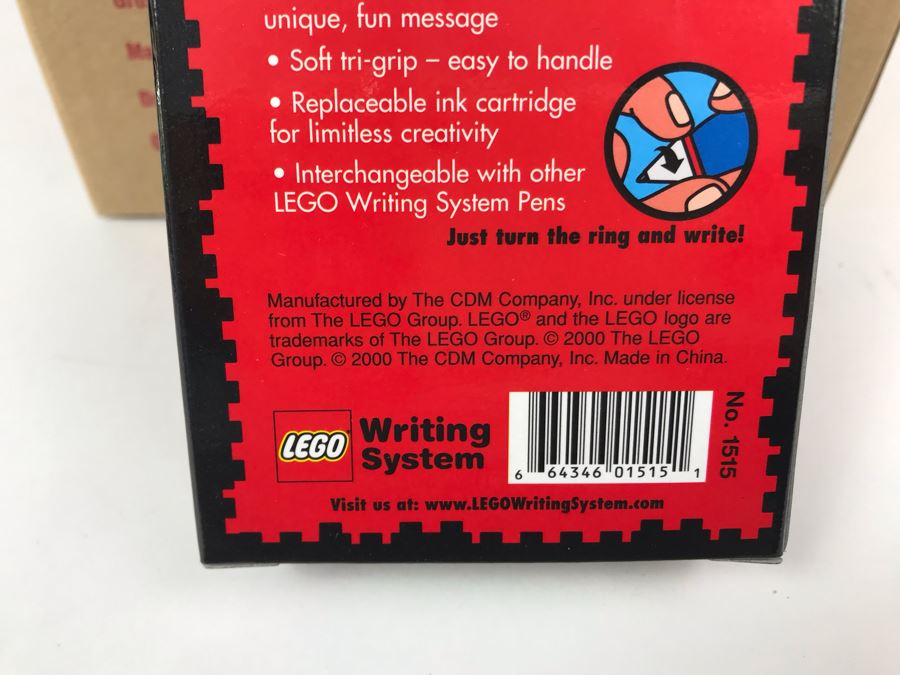 unique, fun message
• Soft tri-grip – easy to handle
• Replaceable ink cartridge
for limitless creativity
• Interchangeable with other
LEGO Writing System Pens
Just turn the ring and write!
Manufactured by The CDM Company, Inc. under license
from The LEGO Group. LEGO® and the LEGO logo are
trademarks of The LEGO Group. © 2000 The LEGO
Group. © 2000 The CDM Company, Inc. Made in China.
LEGO Writing
System
6 64346 01515 1
No. 1515
Visit us at: www.LEGOWritingSystem.com